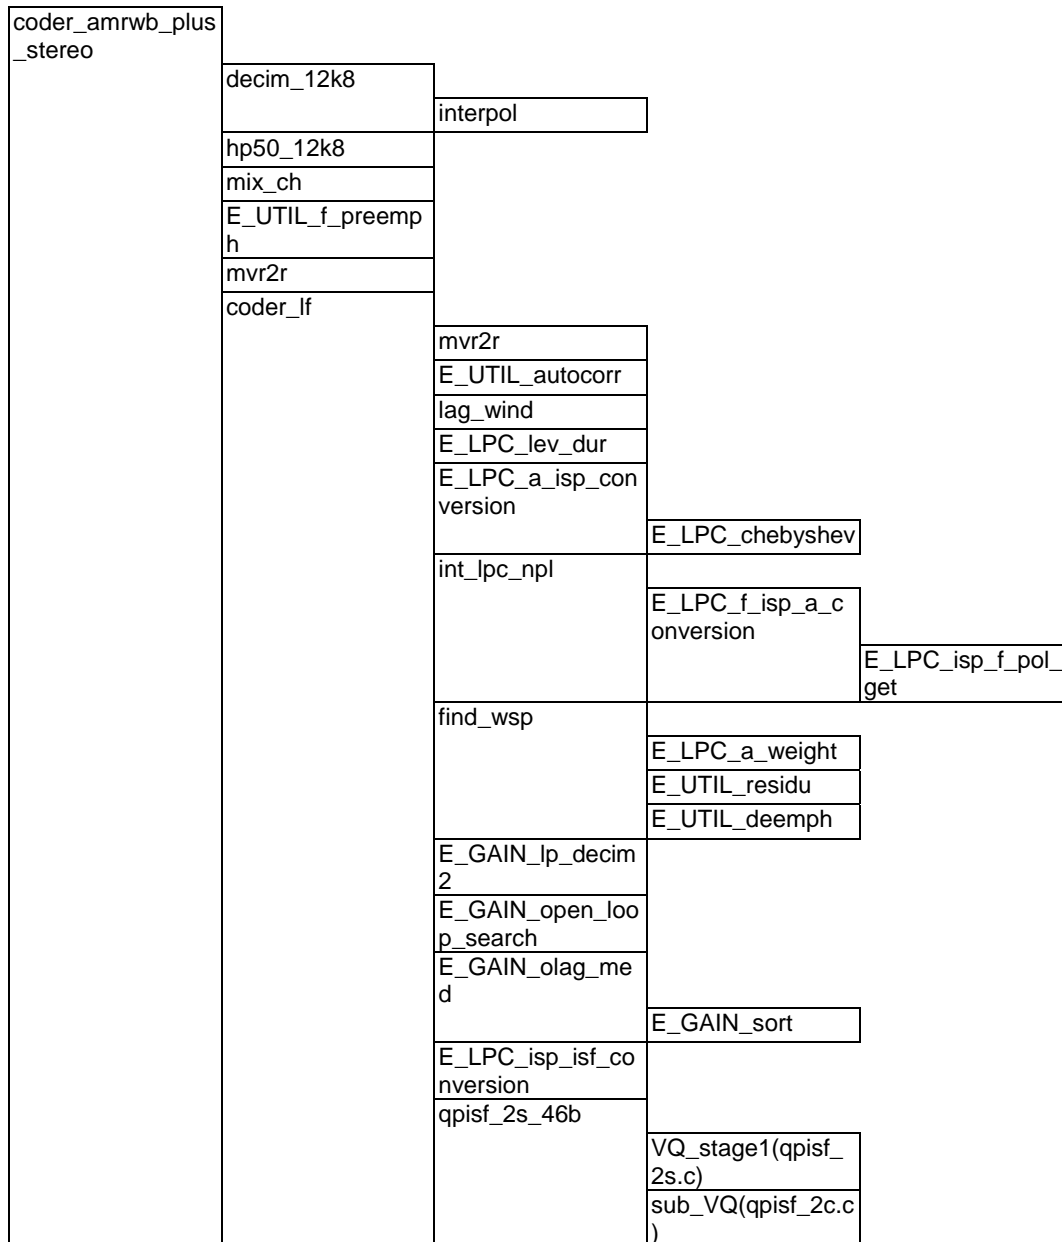 coder_amrwb_plus
_stereo
decim_12k8
interpol
hp50_12k8
mix_ch
E_UTIL_f_preemp
h
mvr2r
coder_lf
mvr2r
E_UTIL_autocorr
lag_wind
E_LPC_lev_dur
E_LPC_a_isp_con
version
E_LPC_chebyshev
int_lpc_npl
E_LPC_f_isp_a_c
onversion
E_LPC_isp_f_pol_
get
find_wsp
E_LPC_a_weight
E_UTIL_residu
E_UTIL_deemph
E_GAIN_lp_decim
2
E_GAIN_open_loo
p_search
E_GAIN_olag_me
d
E_GAIN_sort
E_LPC_isp_isf_co
nversion
qpisf_2s_46b
VQ_stage1(qpisf_
2s.c)
sub_VQ(qpisf_2c.c
)